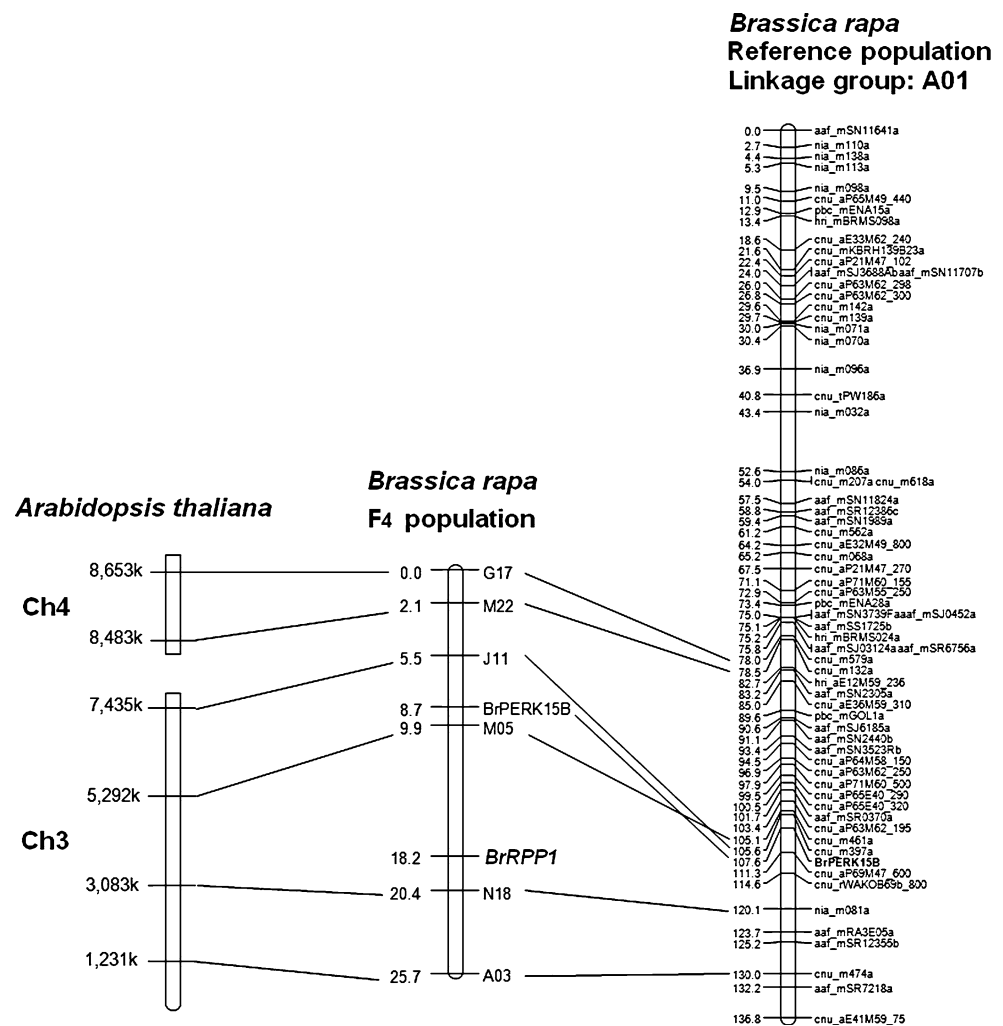 Brassica rapa
Reference population
Linkage group: A01
0.0 aaf_mSN11641a
2.7 nia_m110a
4.4 nia_m138a
5.3 nia_m113a
9.5 nia_m098a
11.0 cnu_aP65M49_440
12.9 pbc_mENA15a
13.4 hri_mBRMS098a
18.6 cnu_aE33M62_240
21.6 cnu_mKBRH139B23a
22.4 cnu_aP21M47_102
24.0 aaf_mSJ3688Abaaf_mSN11707b
26.0 cnu_aP63M62_298
26.8 cnu_aP63M62_300
29.6 cnu_m142a
29.7 cnu_m139a
30.0 nia_m071a
30.4 nia_m070a
36.9 nia_m096a
40.8 cnu_tPW186a
43.4 nia_m032a
52.6 nia_m086a
54.0 cnu_m207a cnu_m618a
57.5 aaf_mSN11824a
58.8 aaf_mSR12386c
59.4 aaf_mSN1989a
61.2 cnu_m562a
64.2 cnu_aE32M49_800
65.2 cnu_m068a
67.5 cnu_aP21M47_270
71.1 cnu_aP71M60_155
72.9 cnu_aP63M55_250
73.4 pbc_mENA28a
75.0 aaf_mSN3739Faaaf_mSJ0452a
75.1 aaf_mSS1725b
75.2 hri_mBRMS024a
75.8 aaf_mSJ03124aaaf_mSR6756a
78.0 cnu_m579a
78.5 cnu_m132a
82.7 hri_aE12M59_236
83.2 aaf_mSN2305a
85.0 cnu_aE36M59_310
89.6 pbc_mGOL1a
90.6 aaf_mSJ6185a
91.1 aaf_mSN2440b
93.4 aaf_mSN3523Rb
94.5 cnu_aP64M58_150
96.9 cnu_aP63M62_250
97.9 cnu_aP71M60_500
99.5 cnu_aP65E40_290
100.5 cnu_aP65E40_320
101.7 aaf_mSR0370a
103.4 cnu_aP63M62_195
105.1 cnu_m461a
105.6 cnu_m397a
107.6 BrPERK15B
111.3 cnu_aP69M47_600
114.6 cnu_rWAKOB69b_800
120.1 nia_m081a
123.7 aaf_mRA3E05a
125.2 aaf_mSR12355b
130.0 cnu_m474a
132.2 aaf_mSR7218a
136.8 cnu_aE41M59_75
Brassica rapa
F4 population
0.0 G17
2.1 M22
5.5 J11
8.7 BrPERK15B
9.9 M05
18.2 BrRPP1
20.4 N18
25.7 A03
Arabidopsis thaliana
Ch4
8,653k
8,483k
Ch3
7,435k
5,292k
3,083k
1,231k